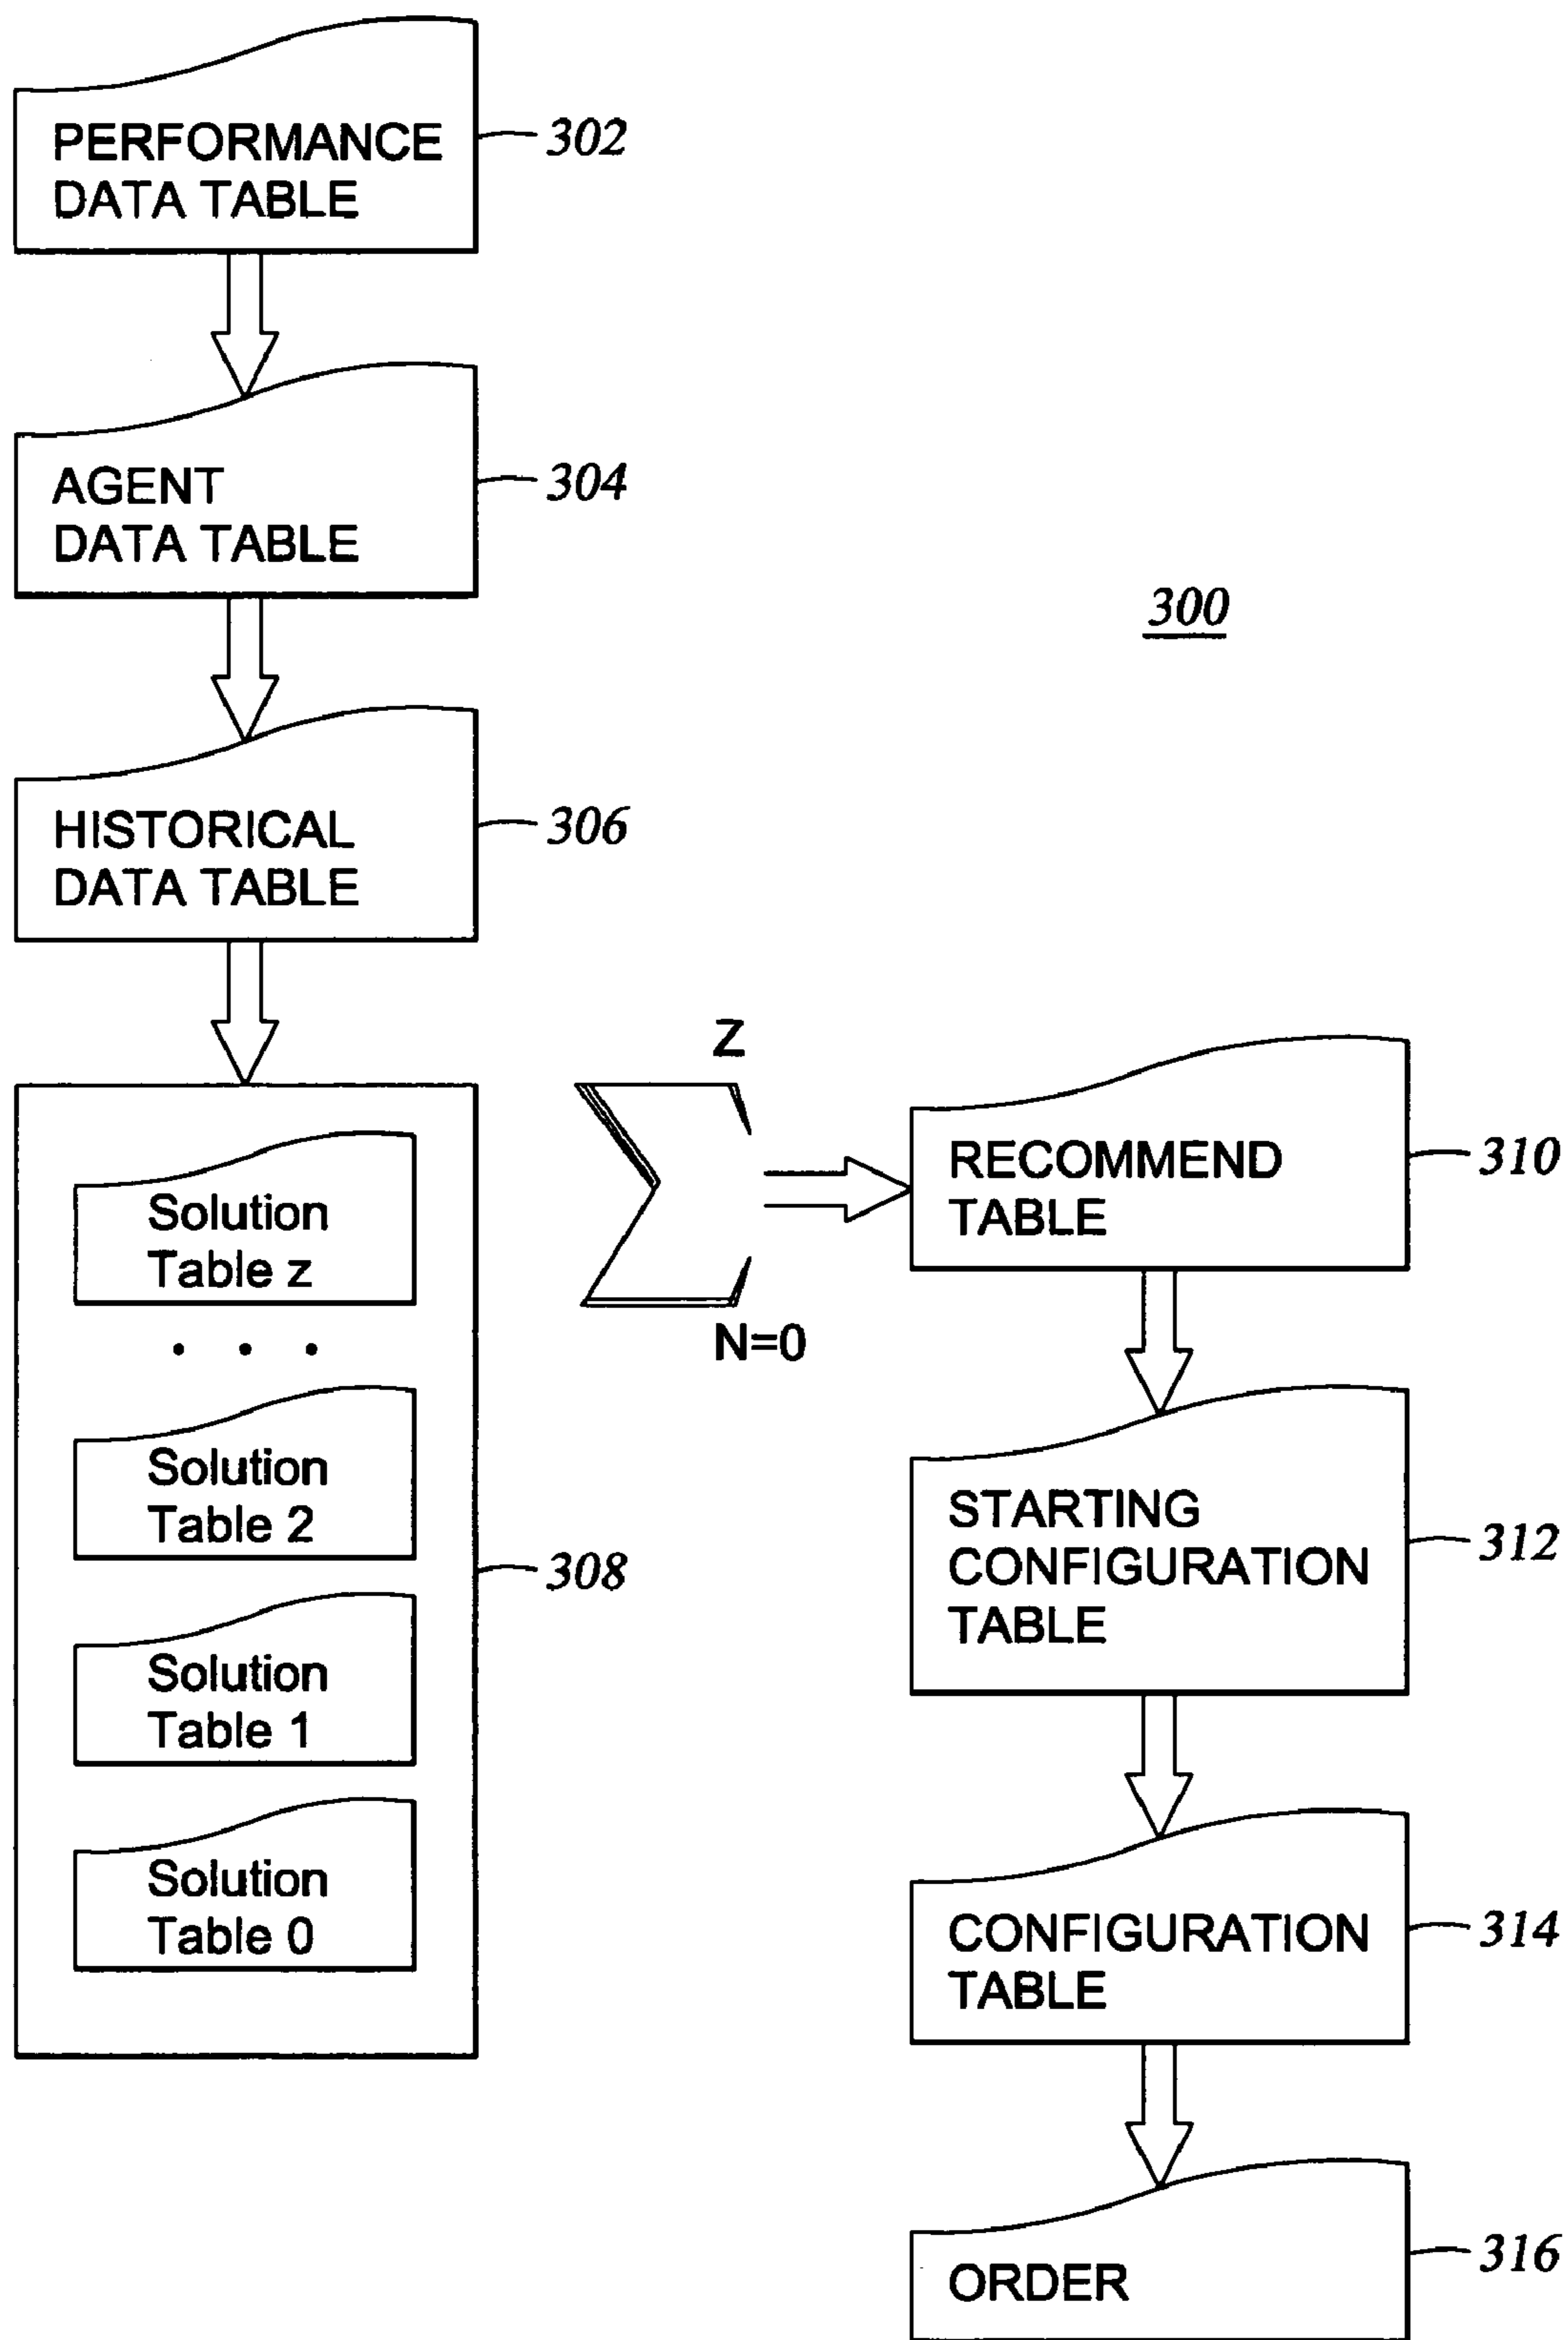 PERFORMANCE
DATA TABLE
302
AGENT
DATA TABLE
304
300
HISTORICAL
DATA TABLE
306
Z
N=0
Solution
Table z
. . .
Solution
Table 2
Solution
Table 1
Solution
Table 0
308
RECOMMEND
TABLE
310
STARTING
CONFIGURATION
TABLE
312
CONFIGURATION
TABLE
314
ORDER
316